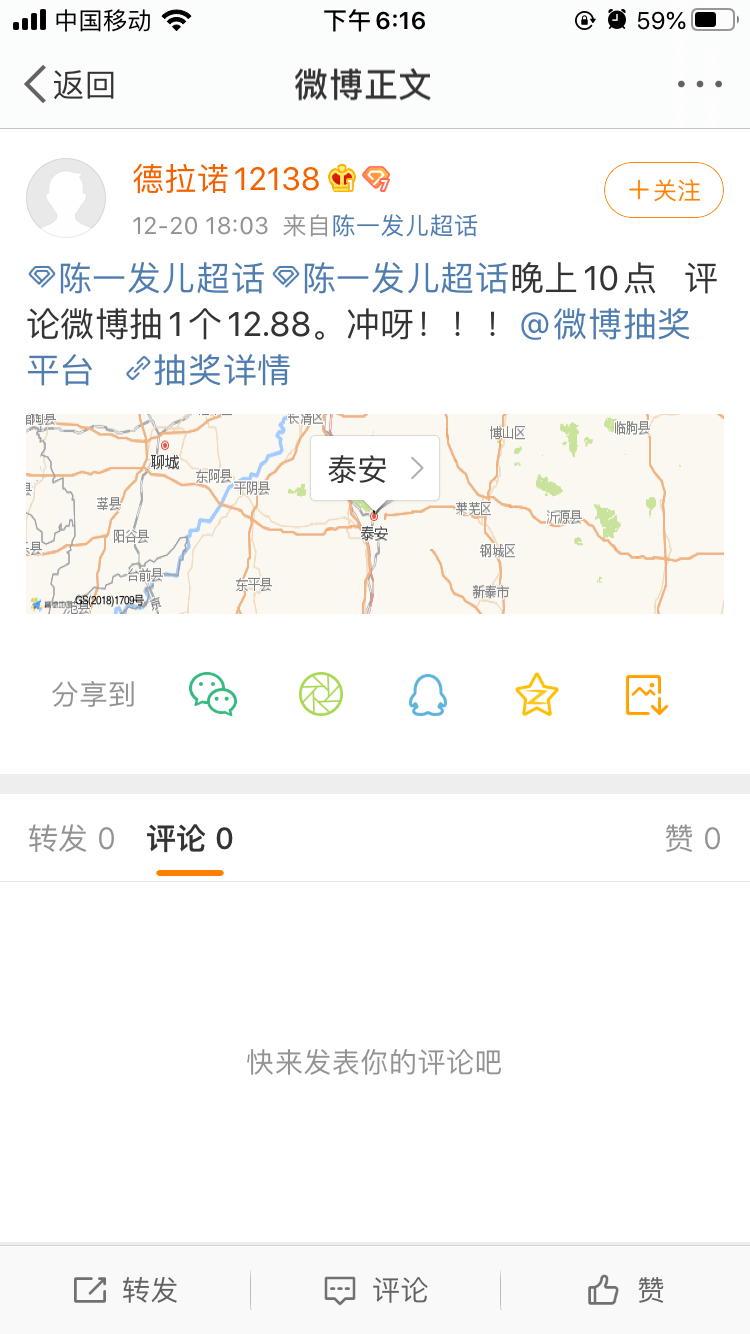 中国移动 下午6:16 59%
返回 微博正文
德拉诺12138
12-20 18:03 来自陈一发儿超话
+关注
陈一发儿超话 陈一发儿超话晚上10点 评
论微博抽1个12.88。冲呀！！！@微博抽奖
平台 抽奖详情
长清区
博山区
临朐县
聊城
泰安
东阿县
平阴县
莘县
莱芜区
沂源县
阳谷县
泰安
钢城区
台前县
东平县
新泰市
GS(2018)1709号
分享到
转发 0 评论 0 赞 0
快来发表你的评论吧
转发 评论 赞